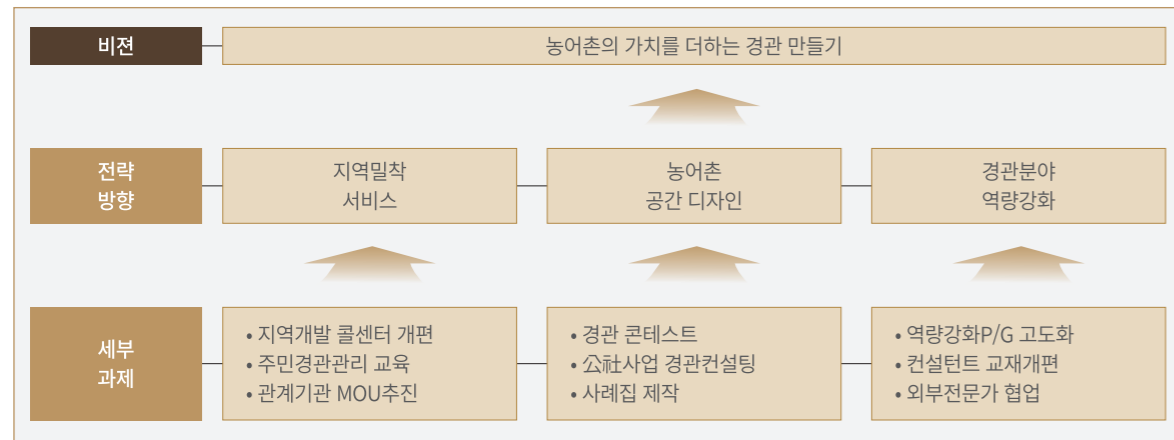 비젼
농어촌의 가치를 더하는 경관 만들기
전략
방향
지역밀착
서비스
농어촌
공간 디자인
경관분야
역량강화
세부
과제
• 지역개발 콜센터 개편
• 주민경관관리 교육
• 관계기관 MOU추진
• 경관 콘테스트
• 公社사업 경관컨설팅
• 사례집 제작
• 역량강화P/G 고도화
• 컨설턴트 교재개편
• 외부전문가 협업